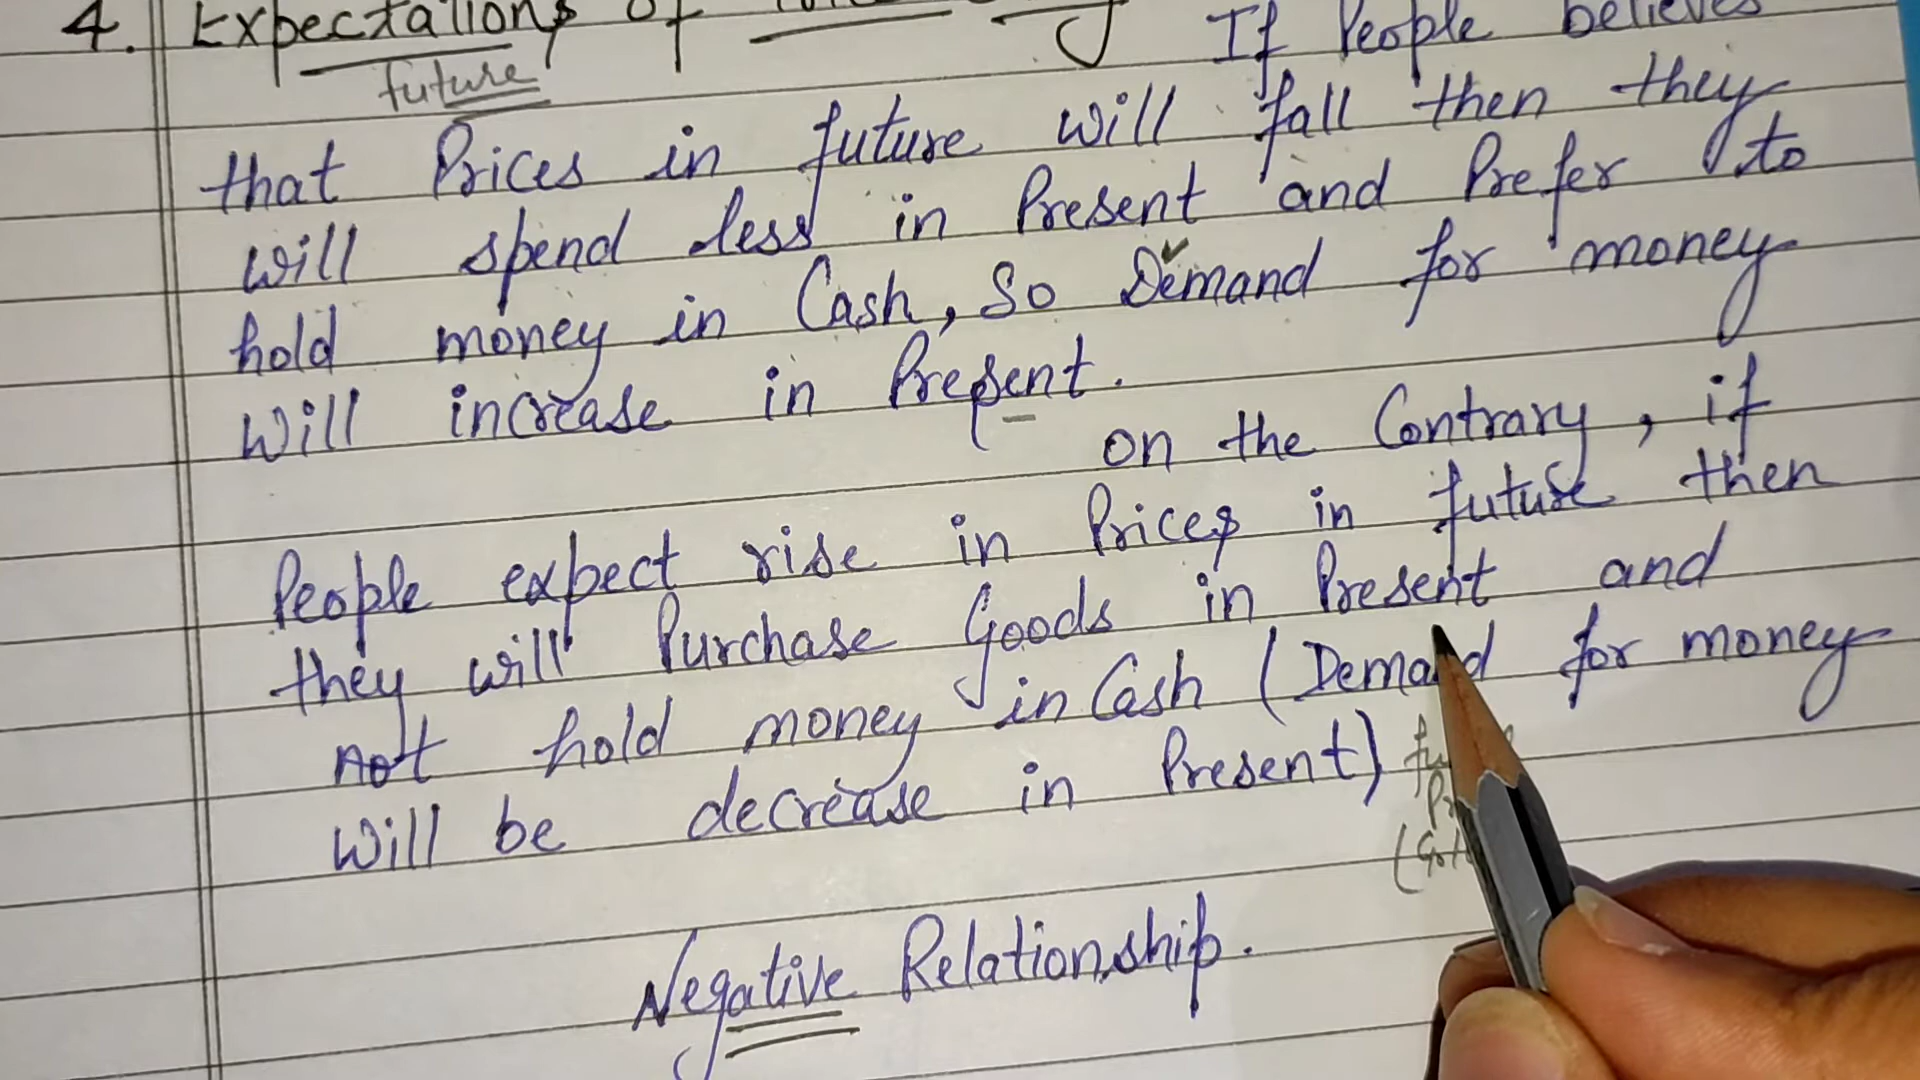 4. Expectations of
future
If People believes
that Prices in future will fall then they
will spend less in Present and Prefer to
hold money in Cash, So Demand for money
will increase in Present.
on the Contrary, if
People expect rise in Prices in future then
they will Purchase Goods in Present and
not hold money in Cash (Demand for money
will be decrease in Present)
Negative Relationship.